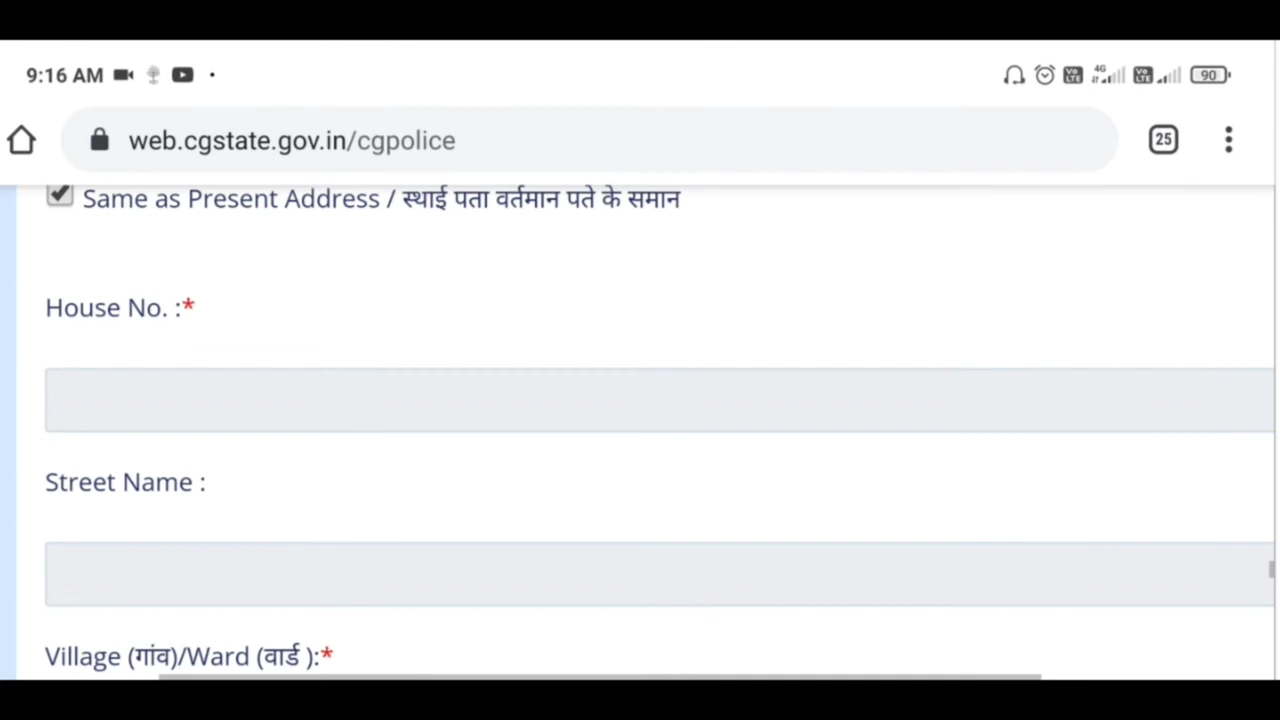 9:16 AM
4G
90
web.cgstate.gov.in/cgpolice
25
Same as Present Address / स्थाई पता वर्तमान पते के समान
House No. :*
Street Name :
Village (गांव)/Ward (वार्ड ):*